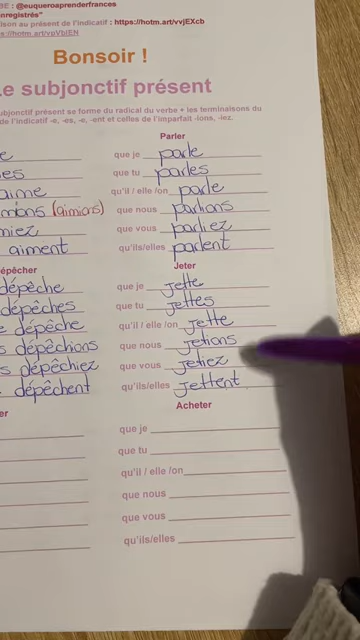 BE : @euqueroaprenderfrances
enregistrés"
ison au présent de l'indicatif : https://hotm.art/vvjEXcb
s://hotm.art/vpVblEN
Bonsoir !
Le subjonctif présent
subjonctif présent se forme du radical du verbe + les terminaisons du
de l'indicatif -e, -es, -e, -ent et celles de l'imparfait -ions, -iez.
Parler
que je parle
que tu parles
qu'il / elle /on parle
que nous parlions
que vous parliez
qu'ils/elles parlent
e
es
aime
(aimions)
miez
aiment
Jeter
que je jette
que tu jettes
qu'il / elle /on jette
que nous jetions
que vous jetiez
qu'ils/elles jettent
épêcher
dépêche
dépêches
e dépêche
s dépêchions
s dépêchiez
dépêchent
Acheter
que je
que tu
qu'il / elle /on
que nous
que vous
qu'ils/elles
er